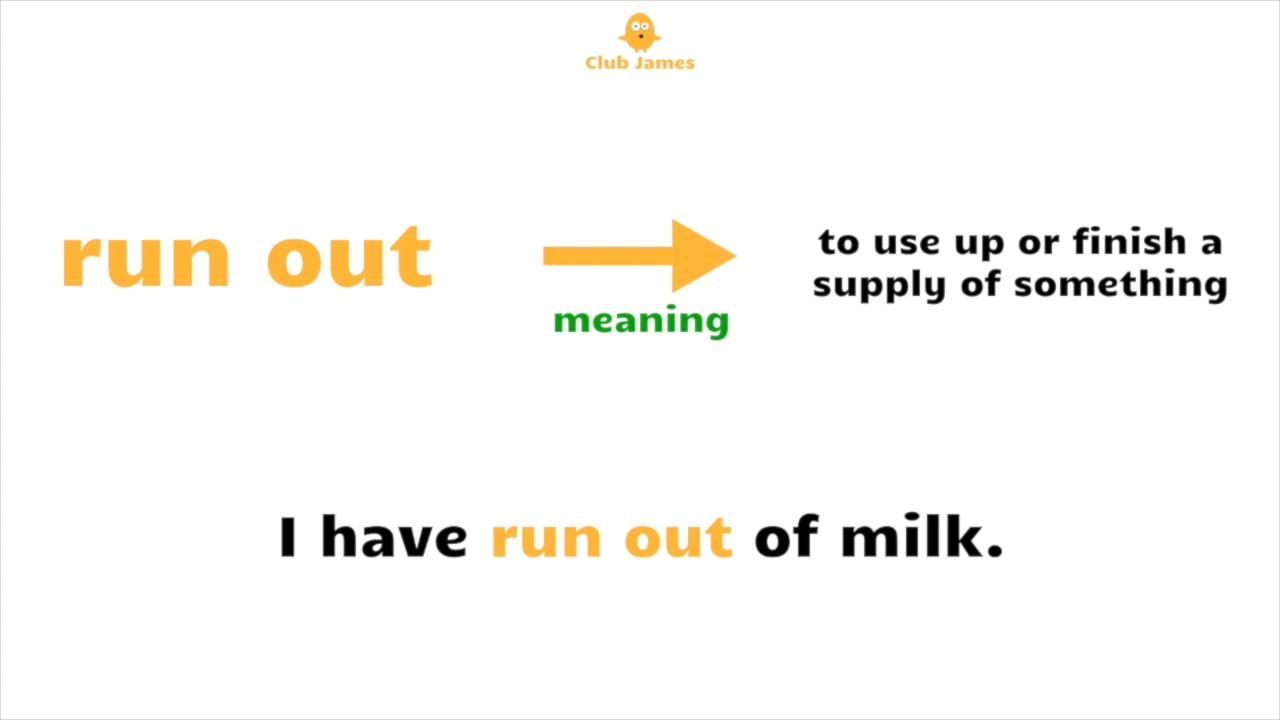 Club James
run out
meaning
to use up or finish a
supply of something
I have run out of milk.